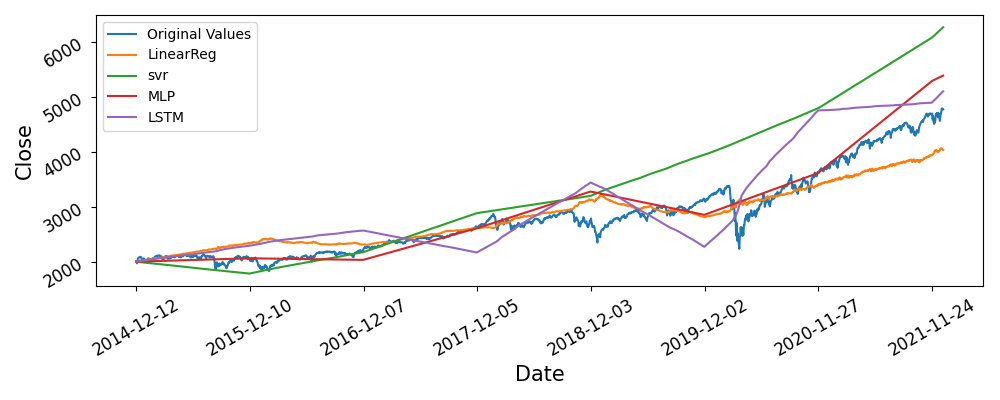 Original Values
LinearReg
svr
MLP
LSTM
6000
5000
4000
3000
2000
Close
2014-12-12
2015-12-10
2016-12-07
2017-12-05
2018-12-03
2019-12-02
2020-11-27
2021-11-24
Date